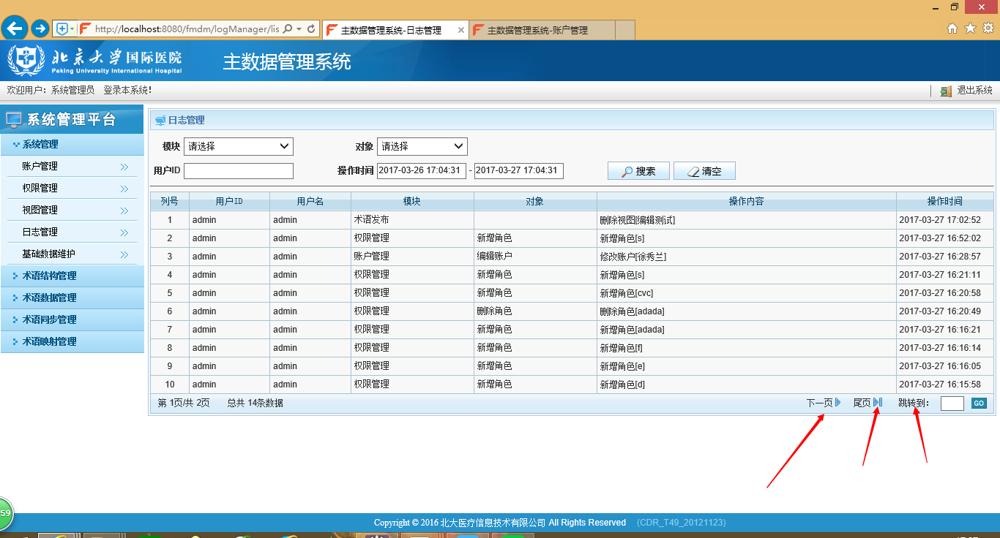 http://localhost:8080/fmdm/logManager/lis
主数据管理系统-日志管理
主数据管理系统-账户管理
北京大学国际医院
Peking University International Hospital
主数据管理系统
欢迎用户：系统管理员 登录本系统!
退出系统
系统管理平台
系统管理
账户管理
权限管理
视图管理
日志管理
基础数据维护
术语结构管理
术语数据管理
术语同步管理
术语映射管理
日志管理
模块 请选择 对象 请选择
用户ID 操作时间 2017-03-26 17:04:31 - 2017-03-27 17:04:31 搜索 清空
列号 用户ID 用户名 模块 对象 操作内容 操作时间
1 admin admin 术语发布 删除视图[编辑测试] 2017-03-27 17:02:52
2 admin admin 权限管理 新增角色 新增角色[s] 2017-03-27 16:52:02
3 admin admin 账户管理 编辑账户 修改账户[徐秀兰] 2017-03-27 16:28:57
4 admin admin 权限管理 新增角色 新增角色[s] 2017-03-27 16:21:11
5 admin admin 权限管理 新增角色 新增角色[cvc] 2017-03-27 16:20:58
6 admin admin 权限管理 删除角色 删除角色[adada] 2017-03-27 16:20:49
7 admin admin 权限管理 新增角色 新增角色[adada] 2017-03-27 16:16:21
8 admin admin 权限管理 新增角色 新增角色[f] 2017-03-27 16:16:14
9 admin admin 权限管理 新增角色 新增角色[e] 2017-03-27 16:16:05
10 admin admin 权限管理 新增角色 新增角色[d] 2017-03-27 16:15:58
第 1页/共 2页 总共 14条数据 下一页 尾页 跳转到： GO
59
Copyright © 2016 北大医疗信息技术有限公司 All Rights Reserved (CDR_T49_20121123)